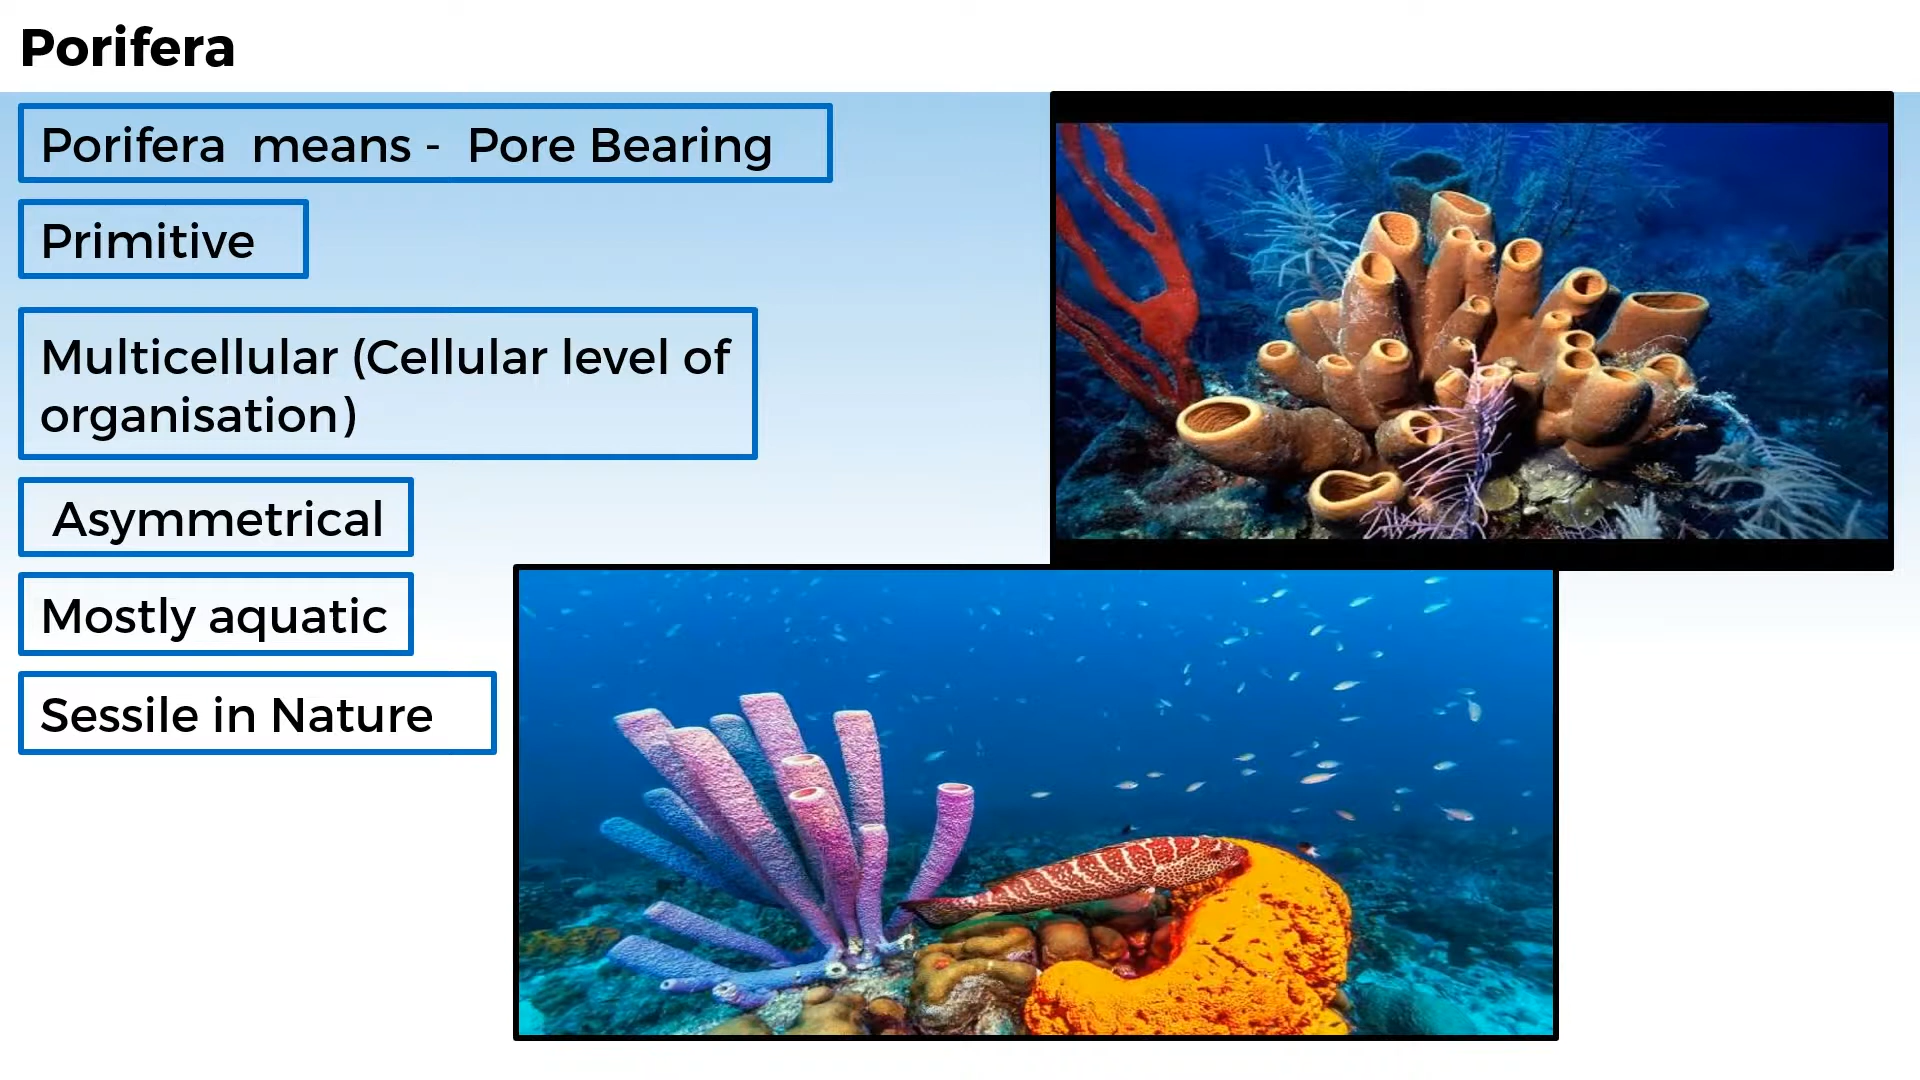 Porifera
Porifera means - Pore Bearing
Primitive
Multicellular (Cellular level of
organisation)
Asymmetrical
Mostly aquatic
Sessile in Nature